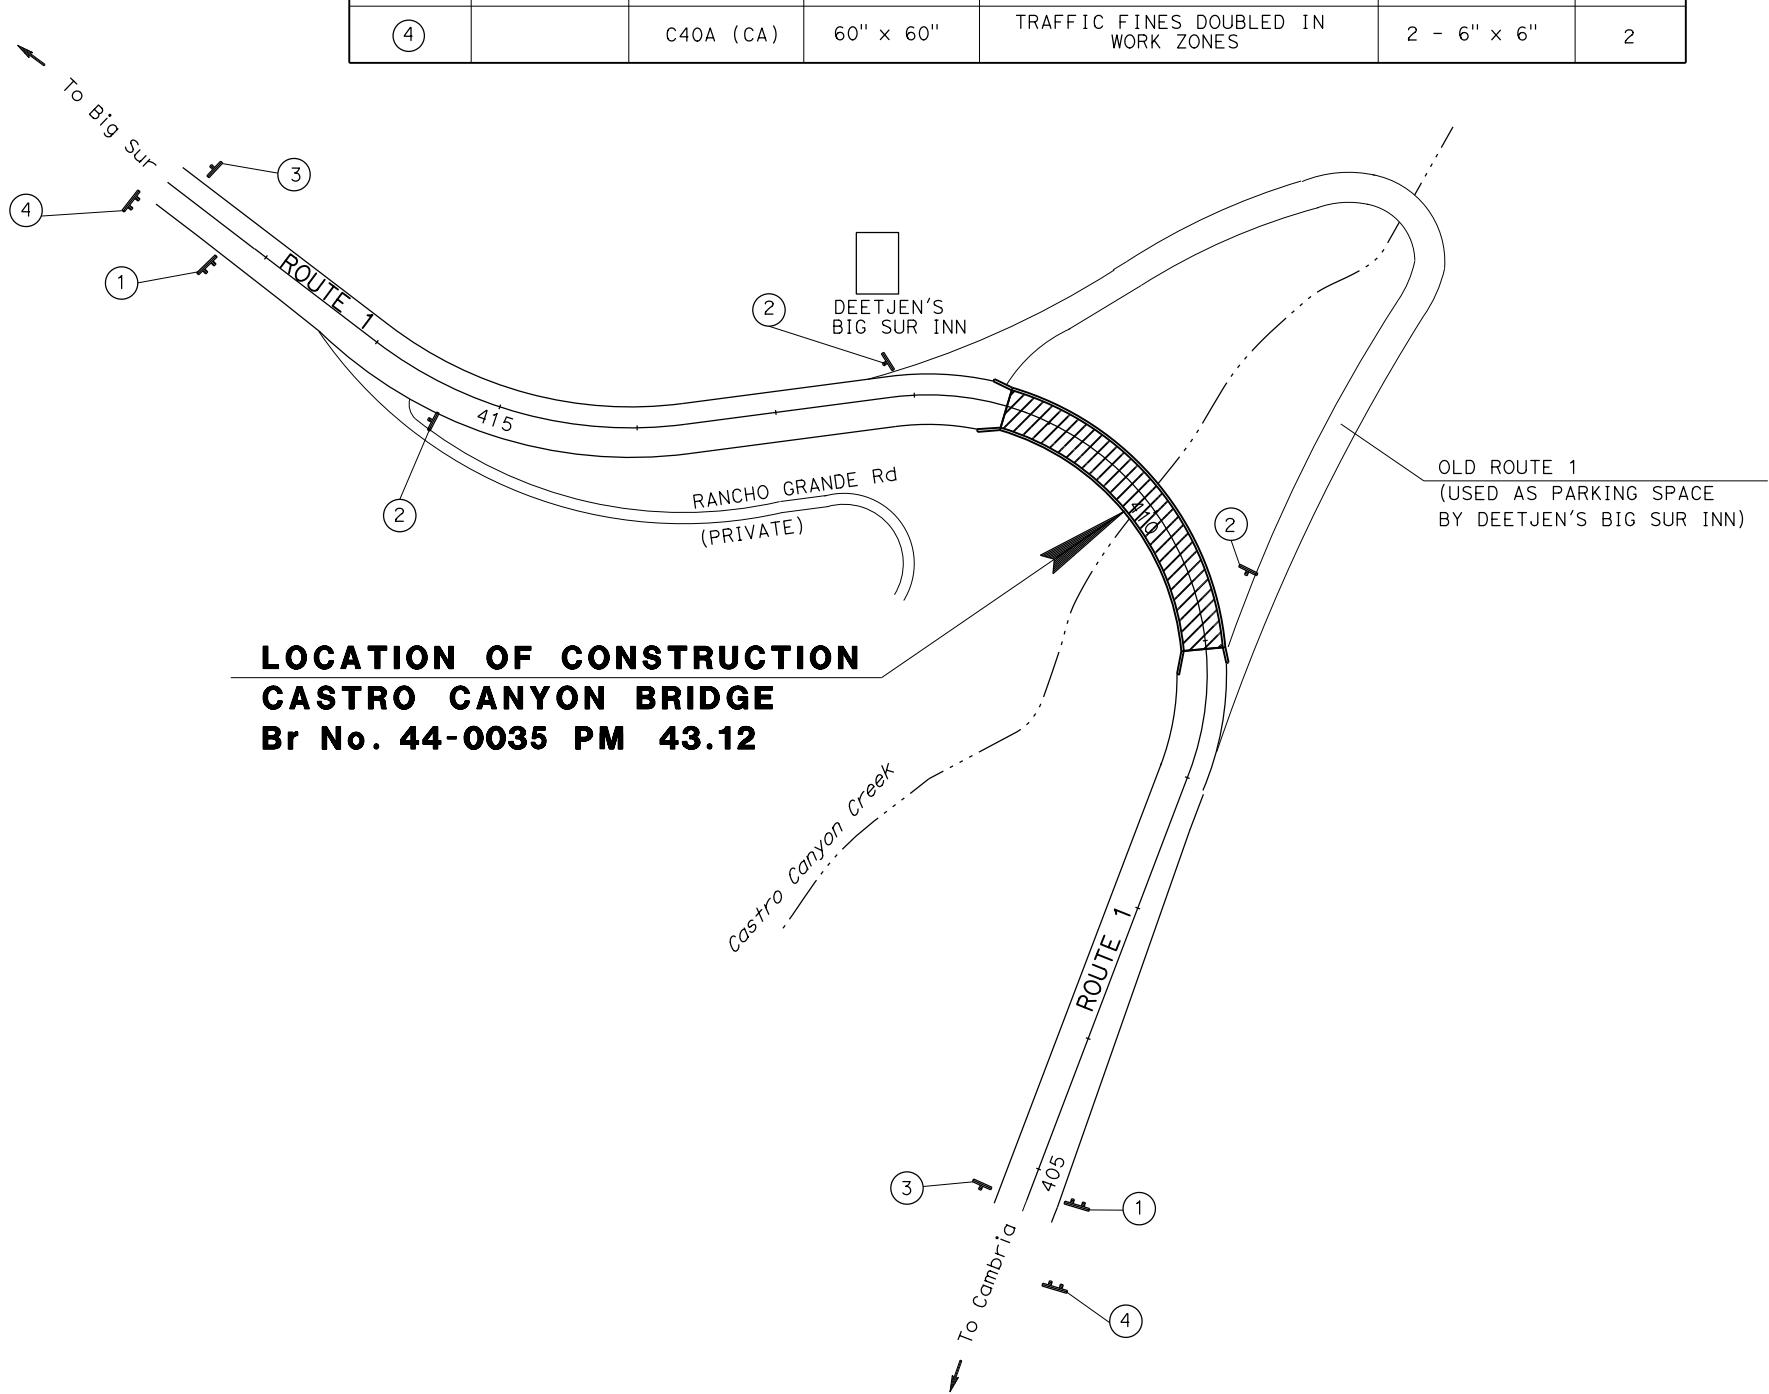 4 C40A (CA) 60" x 60" TRAFFIC FINES DOUBLED IN 2 - 6" x 6" 2
WORK ZONES
To Big Sur
3
4
1
ROUTE 1
2
DEETJEN'S
BIG SUR INN
415
2
RANCHO GRANDE Rd
(PRIVATE)
410
2
OLD ROUTE 1
(USED AS PARKING SPACE
BY DEETJEN'S BIG SUR INN)
LOCATION OF CONSTRUCTION
CASTRO CANYON BRIDGE
Br No. 44-0035 PM 43.12
Castro Canyon Creek
ROUTE 1
405
3
1
To Cambria
4